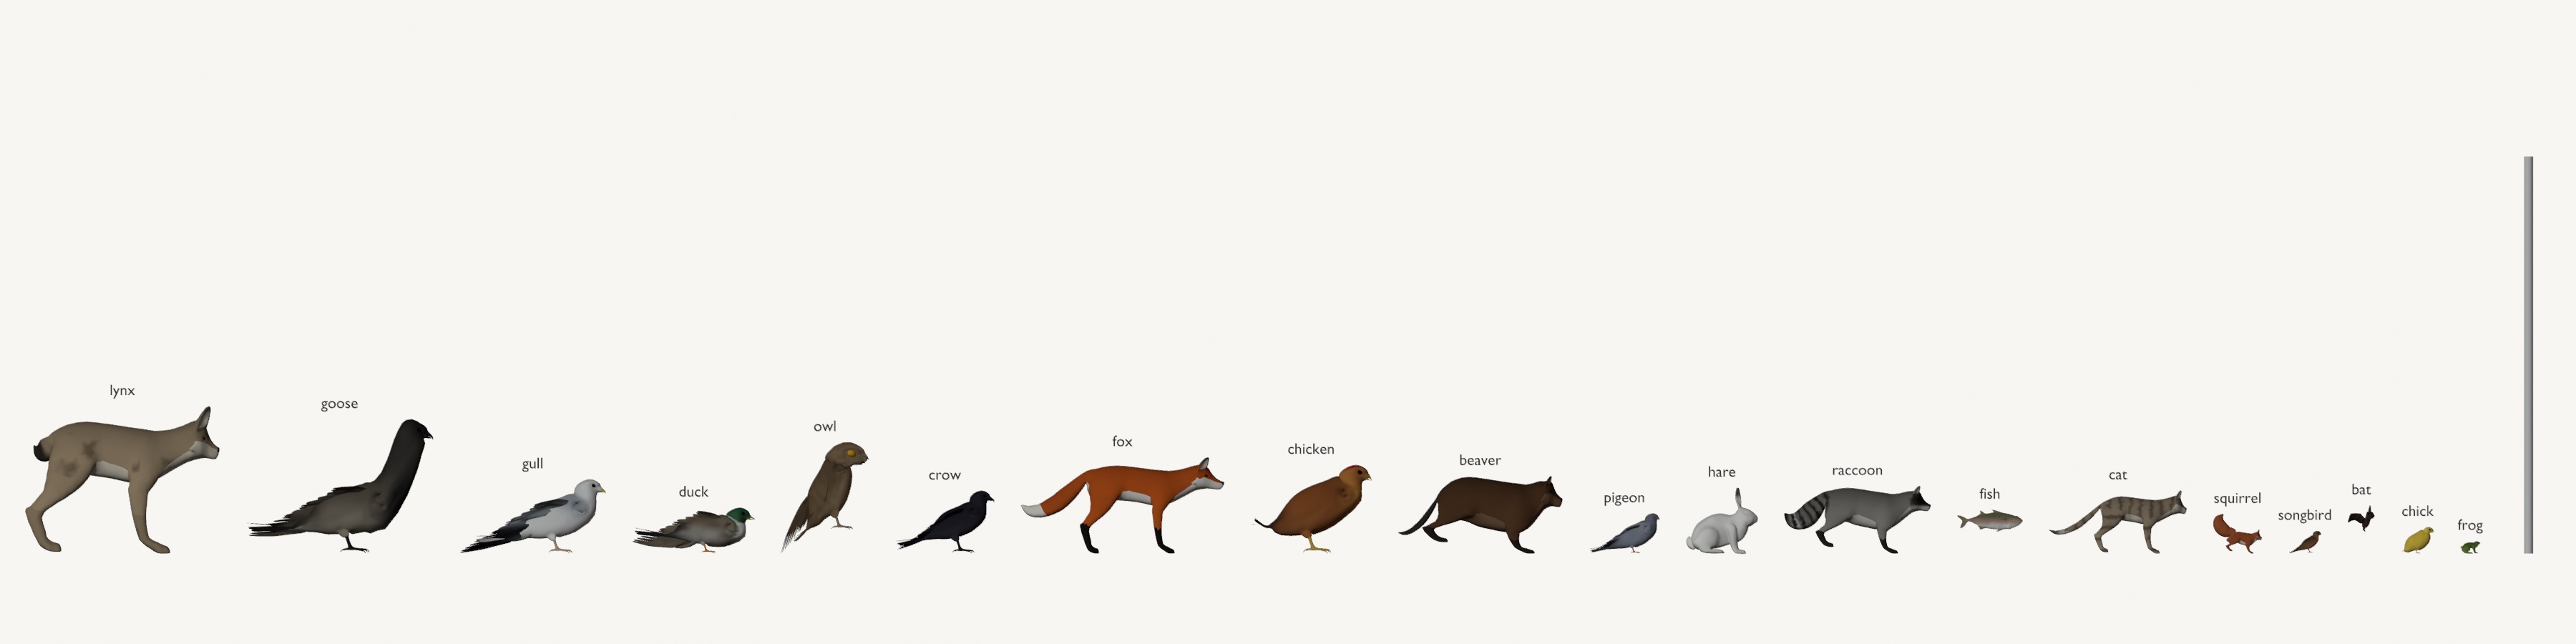 lynx
goose
gull
duck
owl
crow
fox
chicken
beaver
pigeon
hare
raccoon
fish
cat
squirrel
songbird
bat
chick
frog